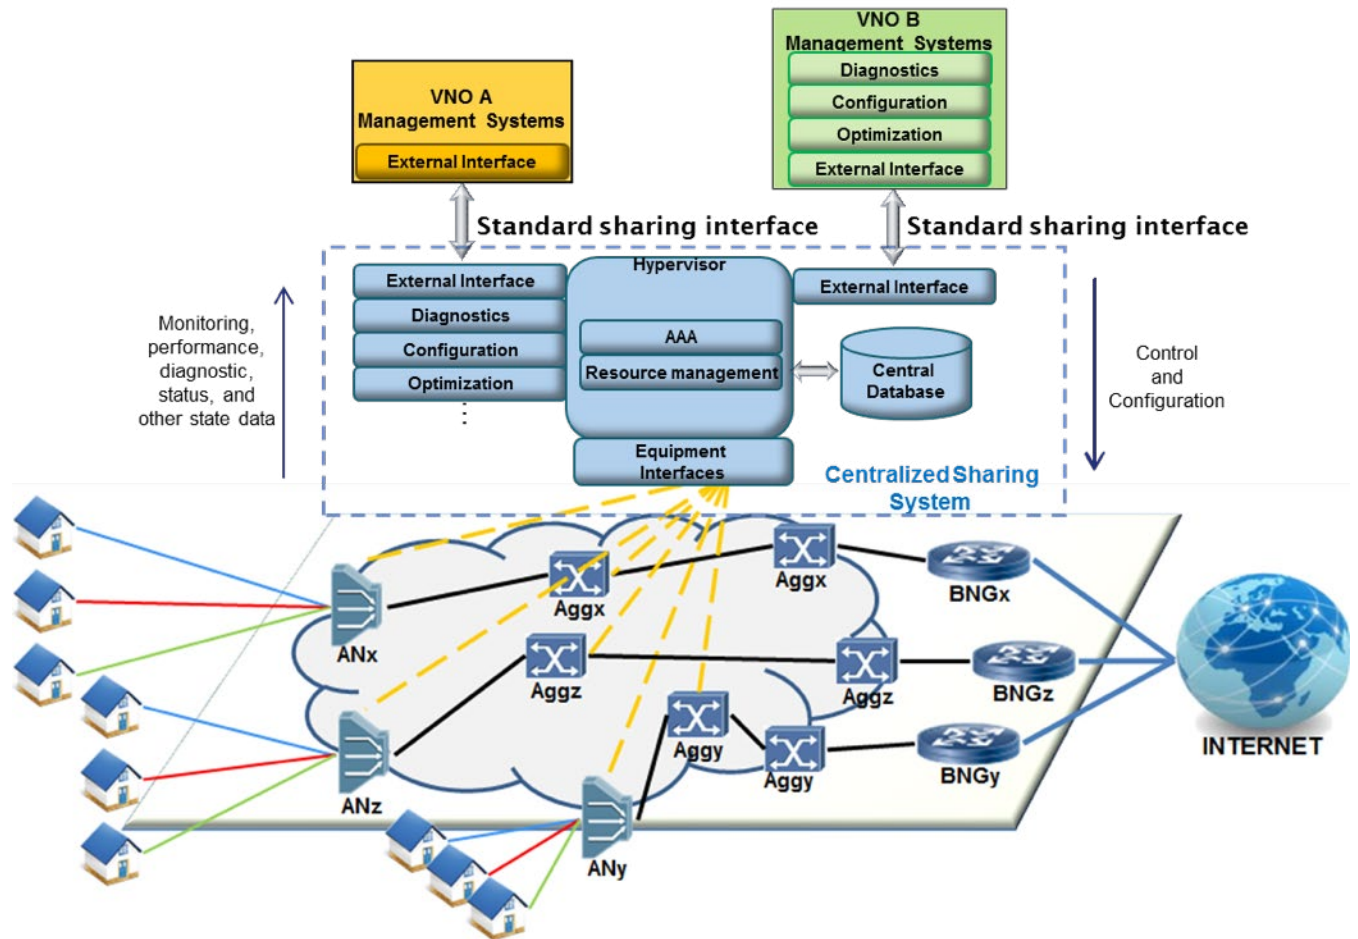 VNO A
Management Systems
External Interface
VNO B
Management Systems
Diagnostics
Configuration
Optimization
External Interface
Standard sharing interface
Standard sharing interface
Monitoring,
performance,
diagnostic,
status, and
other state data
External Interface
Diagnostics
Configuration
Optimization
⋮
Hypervisor
AAA
Resource management
Equipment
Interfaces
External Interface
Central
Database
Centralized Sharing
System
Control
and
Configuration
ANx
Aggx
Aggx
BNGx
ANz
Aggz
Aggz
BNGz
ANy
Aggy
Aggy
BNGy
INTERNET